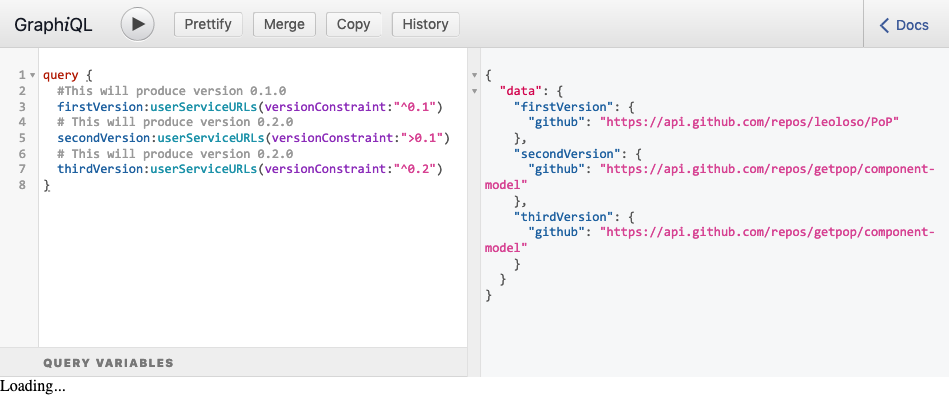 GraphiQL
Prettify
Merge
Copy
History
Docs
1 query {
2 #This will produce version 0.1.0
3 firstVersion:userServiceURLs(versionConstraint:"^0.1")
4 # This will produce version 0.2.0
5 secondVersion:userServiceURLs(versionConstraint:">0.1")
6 # This will produce version 0.2.0
7 thirdVersion:userServiceURLs(versionConstraint:"^0.2")
8 }
QUERY VARIABLES
{
"data": {
"firstVersion": {
"github": "https://api.github.com/repos/leoloso/PoP"
},
"secondVersion": {
"github": "https://api.github.com/repos/getpop/component-
model"
},
"thirdVersion": {
"github": "https://api.github.com/repos/getpop/component-
model"
}
}
}
Loading...